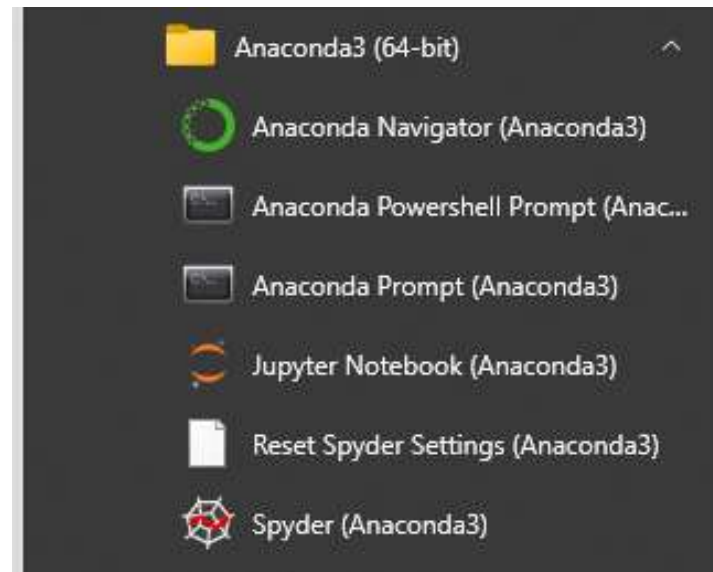 Anaconda3 (64-bit)
Anaconda Navigator (Anaconda3)
Anaconda Powershell Prompt (Anac...
Anaconda Prompt (Anaconda3)
Jupyter Notebook (Anaconda3)
Reset Spyder Settings (Anaconda3)
Spyder (Anaconda3)